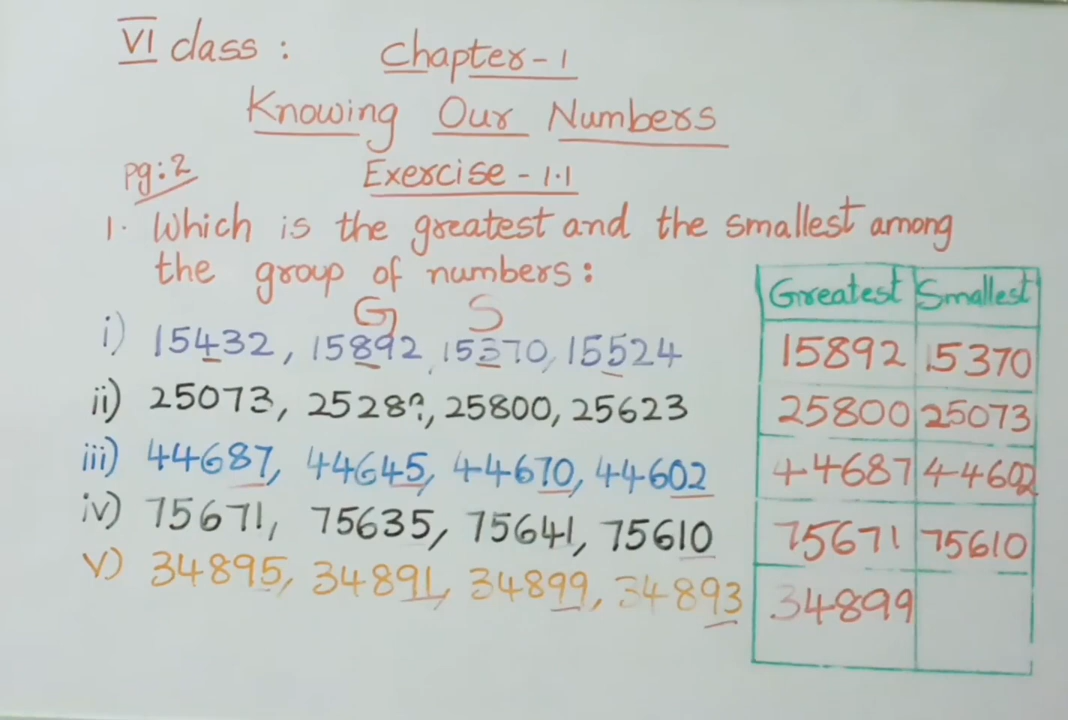 VI class : Chapter - 1
Knowing Our Numbers
pg:2 Exercise - 1.1
1. Which is the greatest and the smallest among
the group of numbers:
G S
i) 15432, 15892, 15370, 15524
ii) 25073, 2528?, 25800, 25623
iii) 44687, 44645, 44670, 44602
iv) 75671, 75635, 75641, 75610
v) 34895, 34891, 34899, 34893
Greatest Smallest
15892 15370
25800 25073
44687 44602
75671 75610
34899